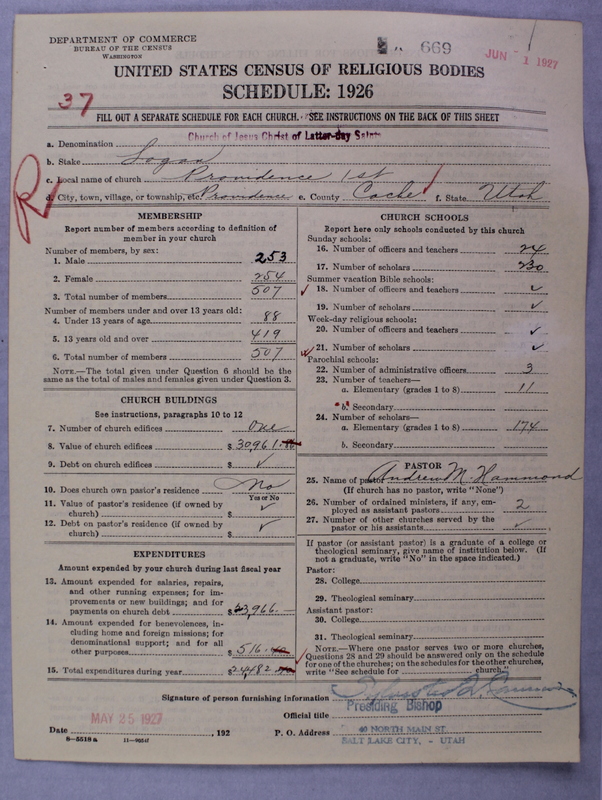 DEPARTMENT OF COMMERCE
BUREAU OF THE CENSUS
WASHINGTON
669
JUN 1 1927
UNITED STATES CENSUS OF RELIGIOUS BODIES
SCHEDULE: 1926
37
FILL OUT A SEPARATE SCHEDULE FOR EACH CHURCH. SEE INSTRUCTIONS ON THE BACK OF THIS SHEET
Church of Jesus Christ of Latter-day Saints
a. Denomination
b. Stake Logan
c. Local name of church Providence 1st
d. City, town, village, or township, etc. Providence e. County Cache f. State Utah
R
MEMBERSHIP
Report number of members according to definition of
member in your church
Number of members, by sex:
1. Male 253
2. Female 254
3. Total number of members 507
Number of members under and over 13 years old:
4. Under 13 years of age 88
5. 13 years old and over 419
6. Total number of members 507
NOTE.—The total given under Question 6 should be the
same as the total of males and females given under Question 3.
CHURCH BUILDINGS
See instructions, paragraphs 10 to 12
7. Number of church edifices One
8. Value of church edifices $ 30961.
9. Debt on church edifices $ ✓
10. Does church own pastor's residence No
Yes or No
11. Value of pastor's residence (if owned by
church) $ ✓
12. Debt on pastor's residence (if owned by
church) $ ✓
EXPENDITURES
Amount expended by your church during last fiscal year
13. Amount expended for salaries, repairs,
and other running expenses; for im-
provements or new buildings; and for
payments on church debt $ 23,966.—
14. Amount expended for benevolences, in-
cluding home and foreign missions; for
denominational support; and for all
other purposes $ 516.
15. Total expenditures during year $ 24,482.
CHURCH SCHOOLS
Report here only schools conducted by this church
Sunday schools:
16. Number of officers and teachers 24
17. Number of scholars 230
Summer vacation Bible schools:
✓ 18. Number of officers and teachers ✓
19. Number of scholars ✓
Week-day religious schools:
20. Number of officers and teachers ✓
21. Number of scholars ✓
Parochial schools:
22. Number of administrative officers 3
23. Number of teachers—
a. Elementary (grades 1 to 8) 11
b. Secondary
24. Number of scholars—
a. Elementary (grades 1 to 8) 174
b. Secondary
PASTOR
25. Name of pastor Andrew M. Hammond
(If church has no pastor, write "None")
26. Number of ordained ministers, if any, em-
ployed as assistant pastors 2
27. Number of other churches served by the
pastor or his assistants ✓
If pastor (or assistant pastor) is a graduate of a college or
theological seminary, give name of institution below. (If
not a graduate, write "No" in the space indicated.)
Pastor:
28. College
29. Theological seminary
Assistant pastor:
30. College
31. Theological seminary
NOTE.—Where one pastor serves two or more churches,
Questions 28 and 29 should be answered only on the schedule
for one of the churches; on the schedules for the other churches,
write "See schedule for church."
Signature of person furnishing information Sylvester Q. Cannon
Official title Presiding Bishop
MAY 25 1927
Date , 192 P. O. Address 40 NORTH MAIN ST.
SALT LAKE CITY, - UTAH
8—5518 a